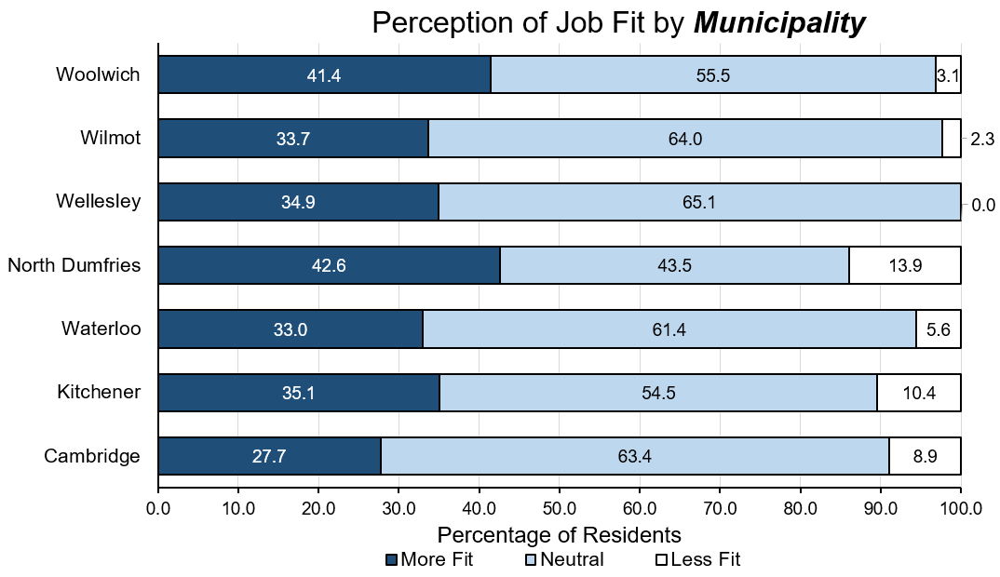 Perception of Job Fit by Municipality
Woolwich 41.4 55.5 3.1
Wilmot 33.7 64.0 2.3
Wellesley 34.9 65.1 0.0
North Dumfries 42.6 43.5 13.9
Waterloo 33.0 61.4 5.6
Kitchener 35.1 54.5 10.4
Cambridge 27.7 63.4 8.9
0.0 10.0 20.0 30.0 40.0 50.0 60.0 70.0 80.0 90.0 100.0
Percentage of Residents
More Fit Neutral Less Fit